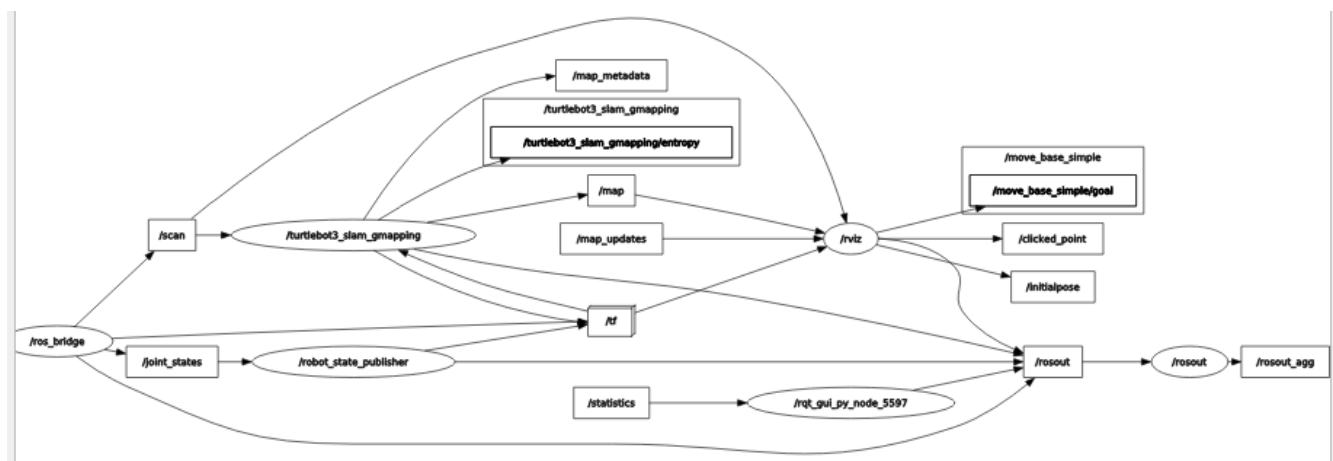 /map_metadata
/turtlebot3_slam_gmapping
/turtlebot3_slam_gmapping/entropy
/move_base_simple
/move_base_simple/goal
/map
/scan
/turtlebot3_slam_gmapping
/map_updates
/rviz
/clicked_point
/initialpose
/tf
/ros_bridge
/joint_states
/robot_state_publisher
/rosout
/rosout
/rosout_agg
/statistics
/rqt_gui_py_node_5597